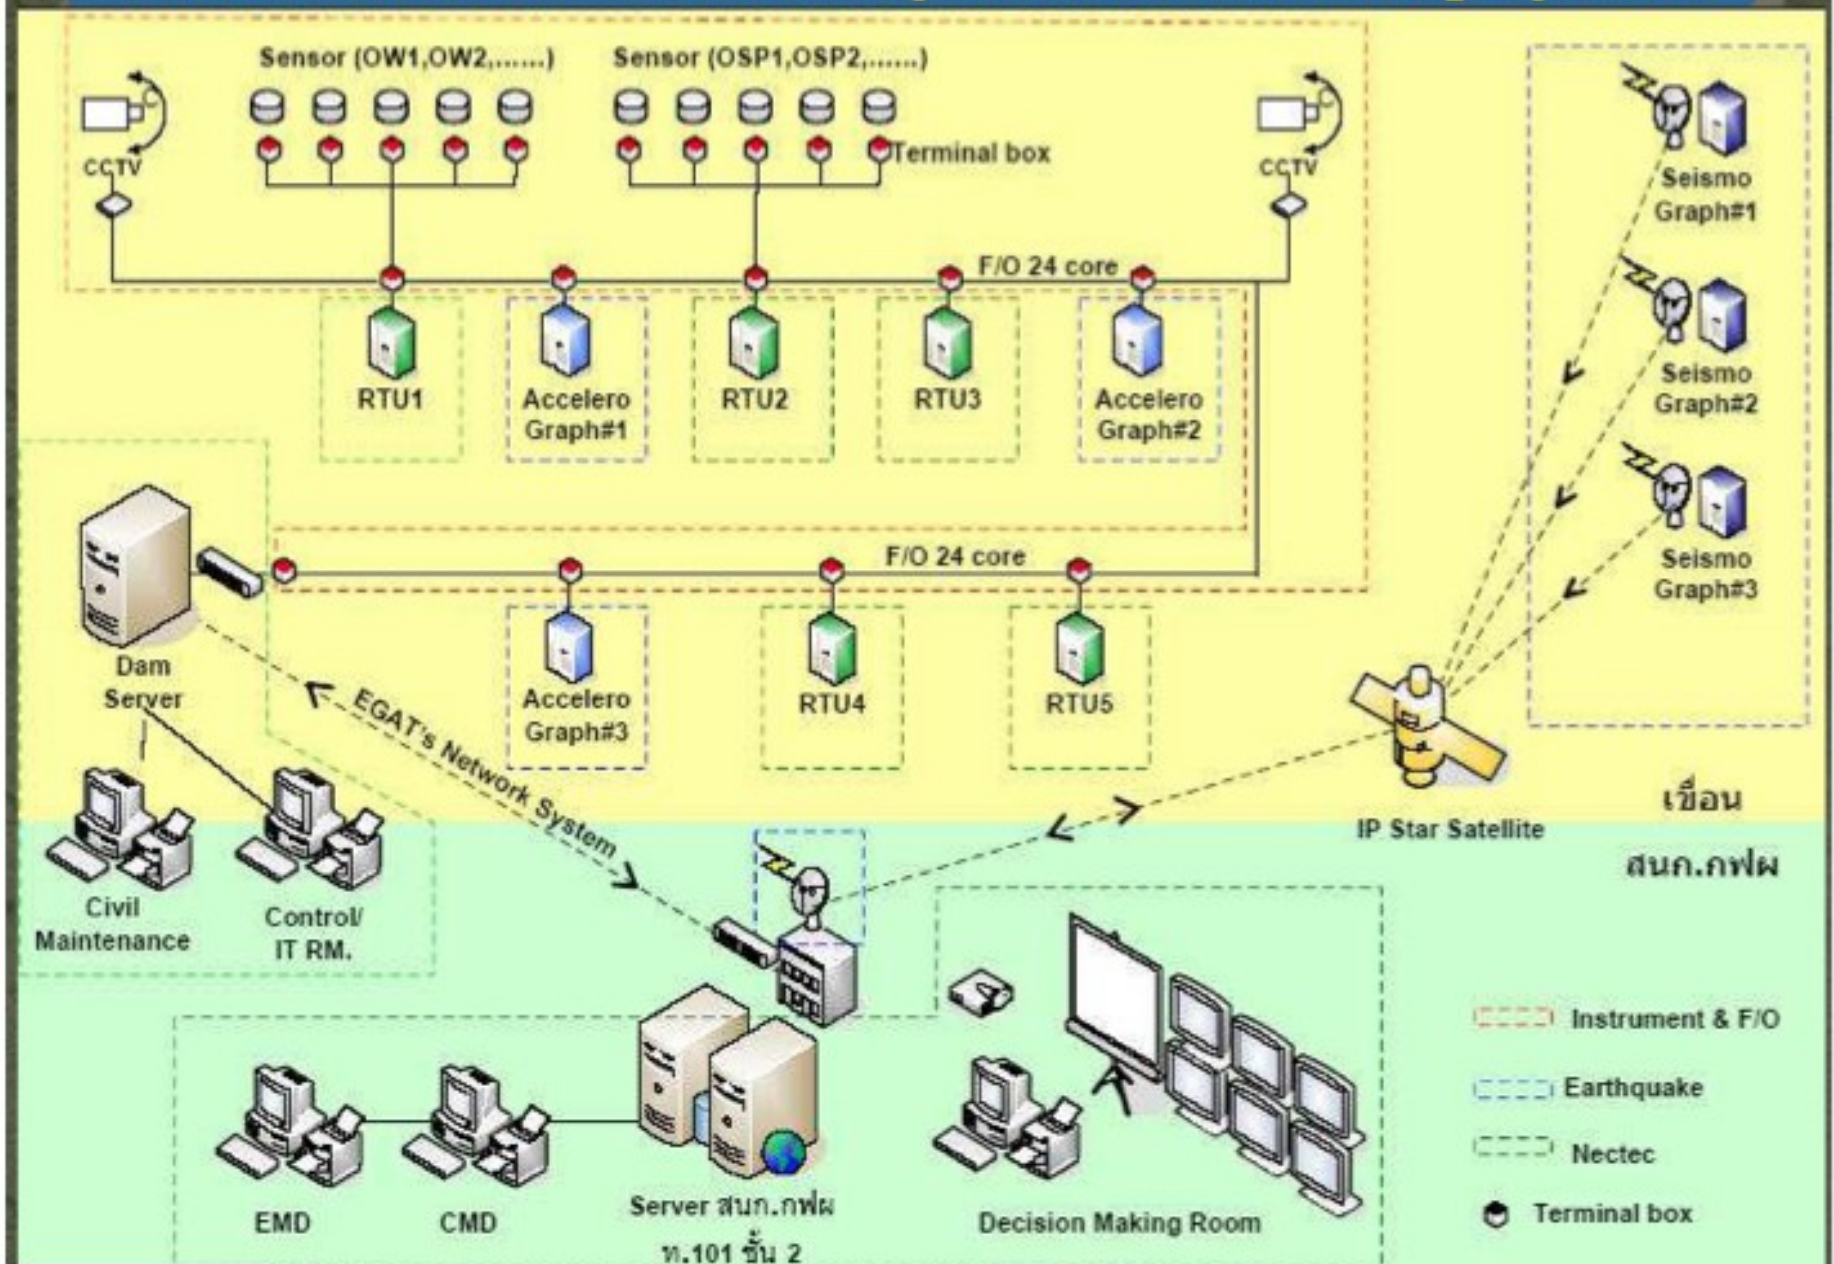 Sensor (OW1,OW2,......)
Sensor (OSP1,OSP2,......)
CCTV
Terminal box
CCTV
Seismo
Graph#1
F/O 24 core
RTU1
Accelero
Graph#1
RTU2
RTU3
Accelero
Graph#2
Seismo
Graph#2
F/O 24 core
Seismo
Graph#3
Dam
Server
Accelero
Graph#3
RTU4
RTU5
EGAT's Network System
เขื่อน
IP Star Satellite
สนก.กฟผ
Civil
Maintenance
Control/
IT RM.
Instrument & F/O
Earthquake
Nectec
Terminal box
EMD
CMD
Server สนก.กฟผ
ท.101 ชั้น 2
Decision Making Room